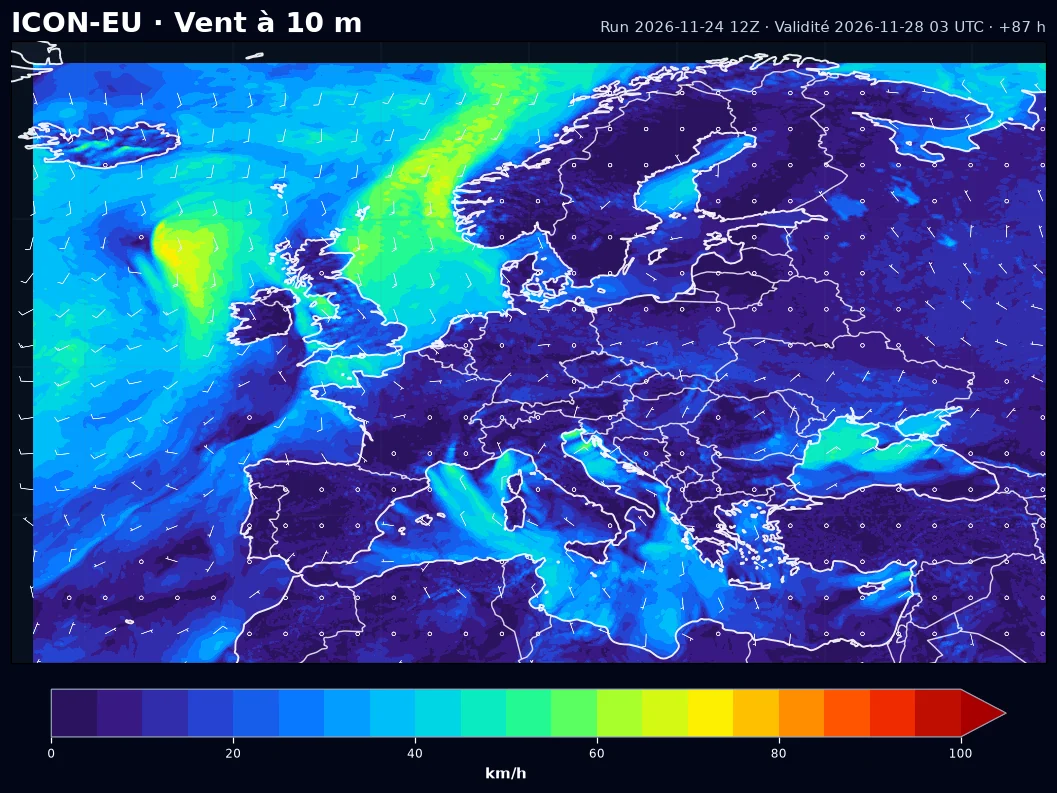 ICON-EU · Vent à 10 m
Run 2026-11-24 12Z · Validité 2026-11-28 03 UTC · +87 h
0 20 40 60 80 100
km/h